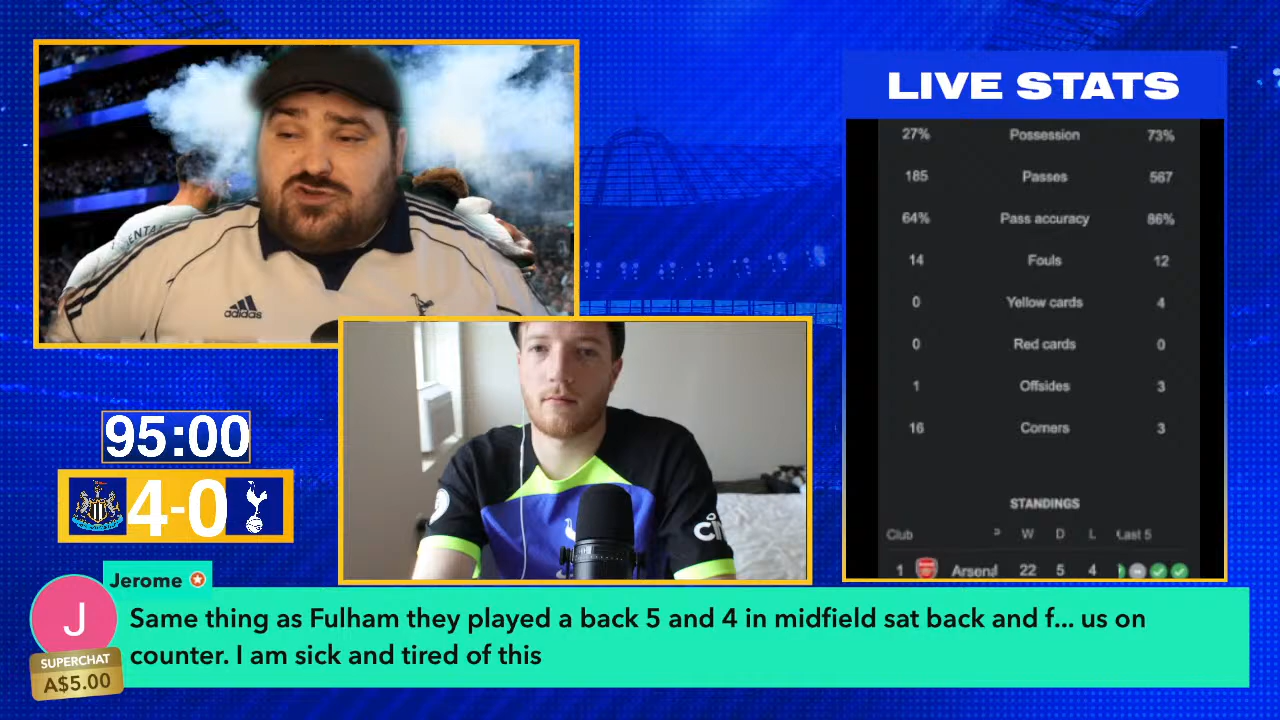 LIVE STATS
27% Possession 73%
185 Passes 567
64% Pass accuracy 86%
14 Fouls 12
0 Yellow cards 4
0 Red cards 0
1 Offsides 3
16 Corners 3
STANDINGS
Club W D L Last 5
1 Arsenal 22 5 4
adidas
95:00
4-0
Jerome
J
SUPERCHAT
A$5.00
Same thing as Fulham they played a back 5 and 4 in midfield sat back and f... us on
counter. I am sick and tired of this